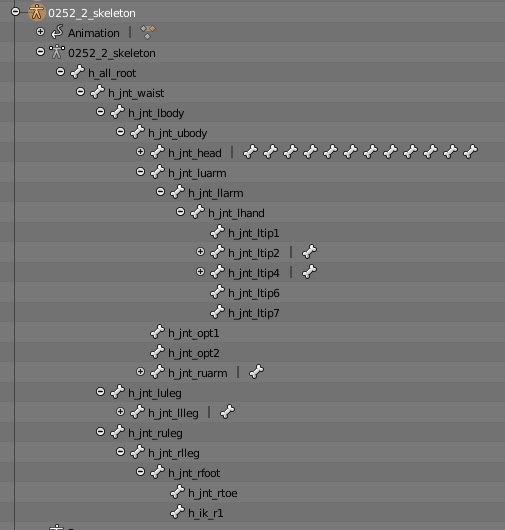 0252_2_skeleton
Animation
0252_2_skeleton
h_all_root
h_jnt_waist
h_jnt_lbody
h_jnt_ubody
h_jnt_head
h_jnt_luarm
h_jnt_llarm
h_jnt_lhand
h_jnt_ltip1
h_jnt_ltip2
h_jnt_ltip4
h_jnt_ltip6
h_jnt_ltip7
h_jnt_opt1
h_jnt_opt2
h_jnt_ruarm
h_jnt_luleg
h_jnt_llleg
h_jnt_ruleg
h_jnt_rlleg
h_jnt_rfoot
h_jnt_rtoe
h_ik_r1